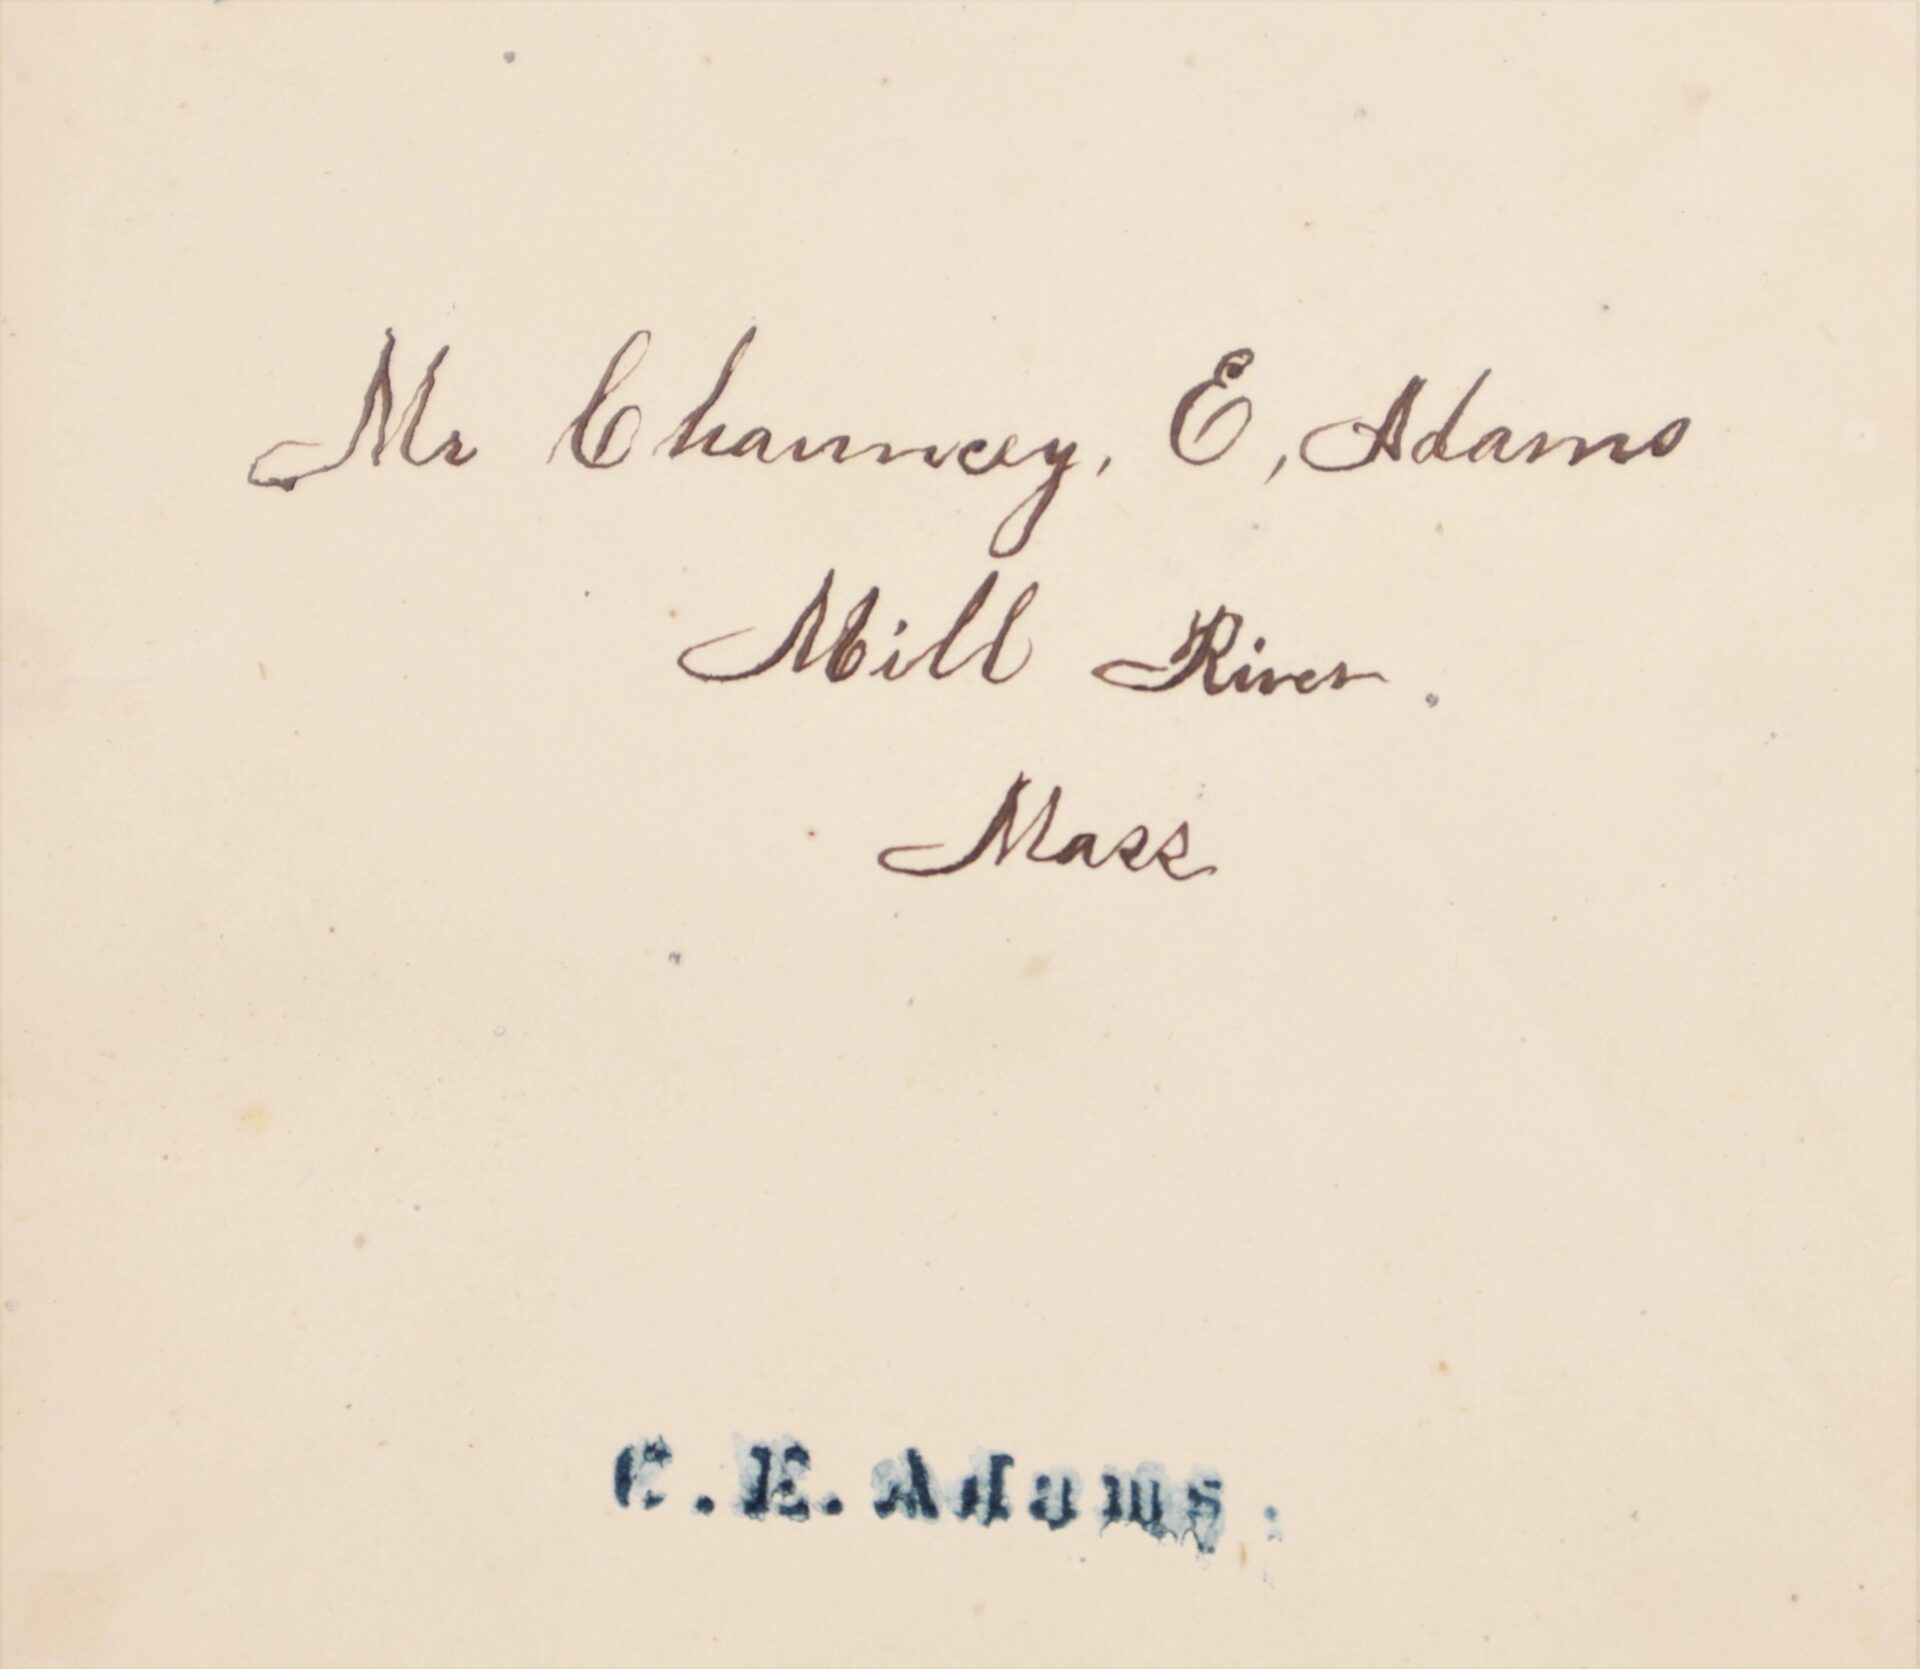 Mr Chauncey, E, Adams
Mill River.
Mass
C. E. Adams.